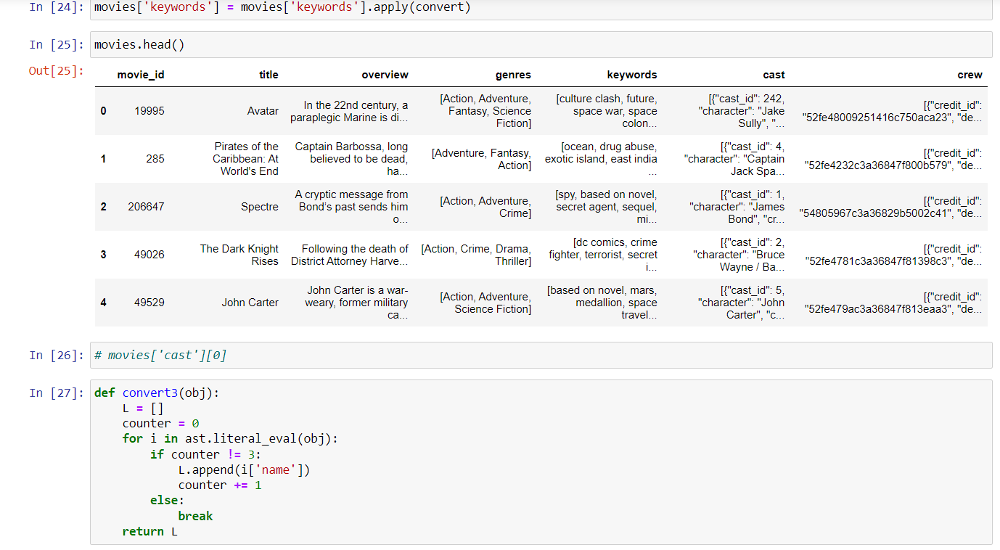 In [24]: movies['keywords'] = movies['keywords'].apply(convert)
In [25]: movies.head()
Out[25]:
movie_id title overview genres keywords cast crew
0 19995 Avatar In the 22nd century, a paraplegic Marine is di... [Action, Adventure, Fantasy, Science Fiction] [culture clash, future, space war, space colon... [{"cast_id": 242, "character": "Jake Sully", "... [{"credit_id": "52fe48009251416c750aca23", "de...
1 285 Pirates of the Caribbean: At World's End Captain Barbossa, long believed to be dead, ha... [Adventure, Fantasy, Action] [ocean, drug abuse, exotic island, east india ... [{"cast_id": 4, "character": "Captain Jack Spa... [{"credit_id": "52fe4232c3a36847f800b579", "de...
2 206647 Spectre A cryptic message from Bond's past sends him o... [Action, Adventure, Crime] [spy, based on novel, secret agent, sequel, mi... [{"cast_id": 1, "character": "James Bond", "cr... [{"credit_id": "54805967c3a36829b5002c41", "de...
3 49026 The Dark Knight Rises Following the death of District Attorney Harve... [Action, Crime, Drama, Thriller] [dc comics, crime fighter, terrorist, secret i... [{"cast_id": 2, "character": "Bruce Wayne / Ba... [{"credit_id": "52fe4781c3a36847f81398c3", "de...
4 49529 John Carter John Carter is a war-weary, former military ca... [Action, Adventure, Science Fiction] [based on novel, mars, medallion, space travel... [{"cast_id": 5, "character": "John Carter", "c... [{"credit_id": "52fe479ac3a36847f813eaa3", "de...
In [26]: # movies['cast'][0]
In [27]: def convert3(obj):
    L = []
    counter = 0
    for i in ast.literal_eval(obj):
        if counter != 3:
            L.append(i['name'])
            counter += 1
        else:
            break
    return L